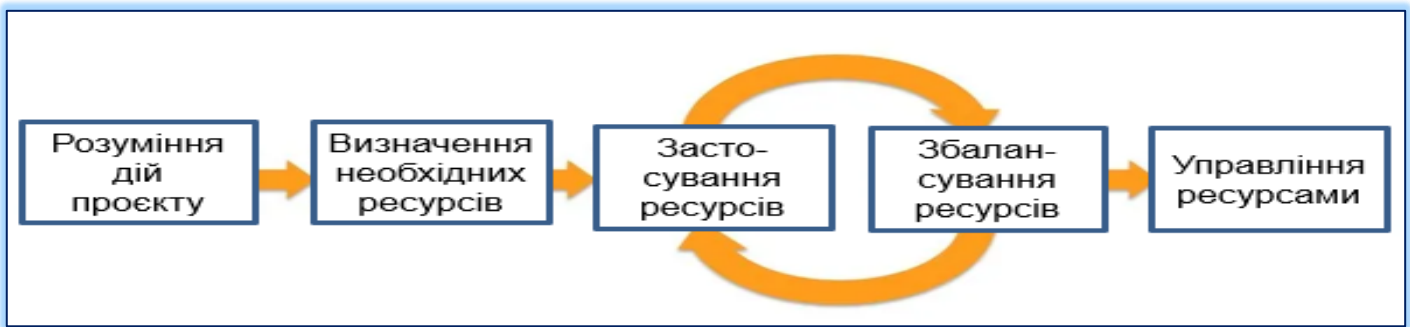 Розуміння
дій
проєкту
Визначення
необхідних
ресурсів
Засто-
сування
ресурсів
Збалан-
сування
ресурсів
Управління
ресурсами